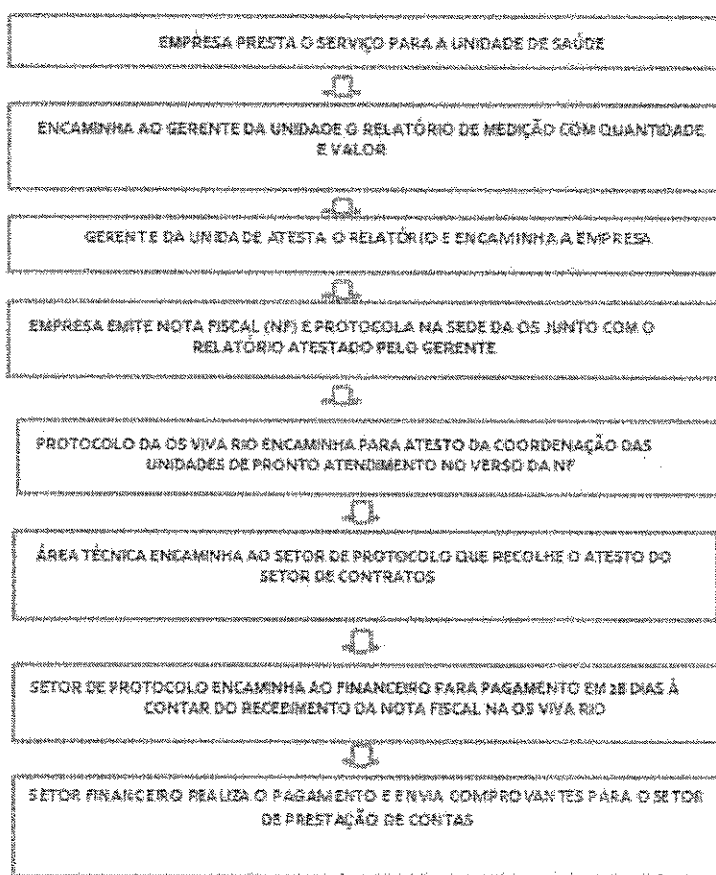 EMPRESA PRESTA O SERVIÇO PARA A UNIDADE DE SAÚDE
ENCAMINHA AO GERENTE DA UNIDADE O RELATÓRIO DE MEDIÇÃO COM QUANTIDADE
E VALOR
GERENTE DA UNIDADE ATESTA O RELATÓRIO E ENCAMINHA A EMPRESA
EMPRESA EMITE NOTA FISCAL (NF) E PROTOCOLA NA SEDE DA OS JUNTO COM O
RELATÓRIO ATESTADO PELO GERENTE
PROTOCOLO DA OS VIVA RIO ENCAMINHA PARA ATESTO DA COORDENAÇÃO DAS
UNIDADES DE PRONTO ATENDIMENTO NO VERSO DA NF
ÁREA TÉCNICA ENCAMINHA AO SETOR DE PROTOCOLO QUE RECOLHE O ATESTO DO
SETOR DE CONTRATOS
SETOR DE PROTOCOLO ENCAMINHA AO FINANCEIRO PARA PAGAMENTO EM 28 DIAS À
CONTAR DO RECEBIMENTO DA NOTA FISCAL NA OS VIVA RIO
SETOR FINANCEIRO REALIZA O PAGAMENTO E ENVIA COMPROVANTES PARA O SETOR
DE PRESTAÇÃO DE CONTAS